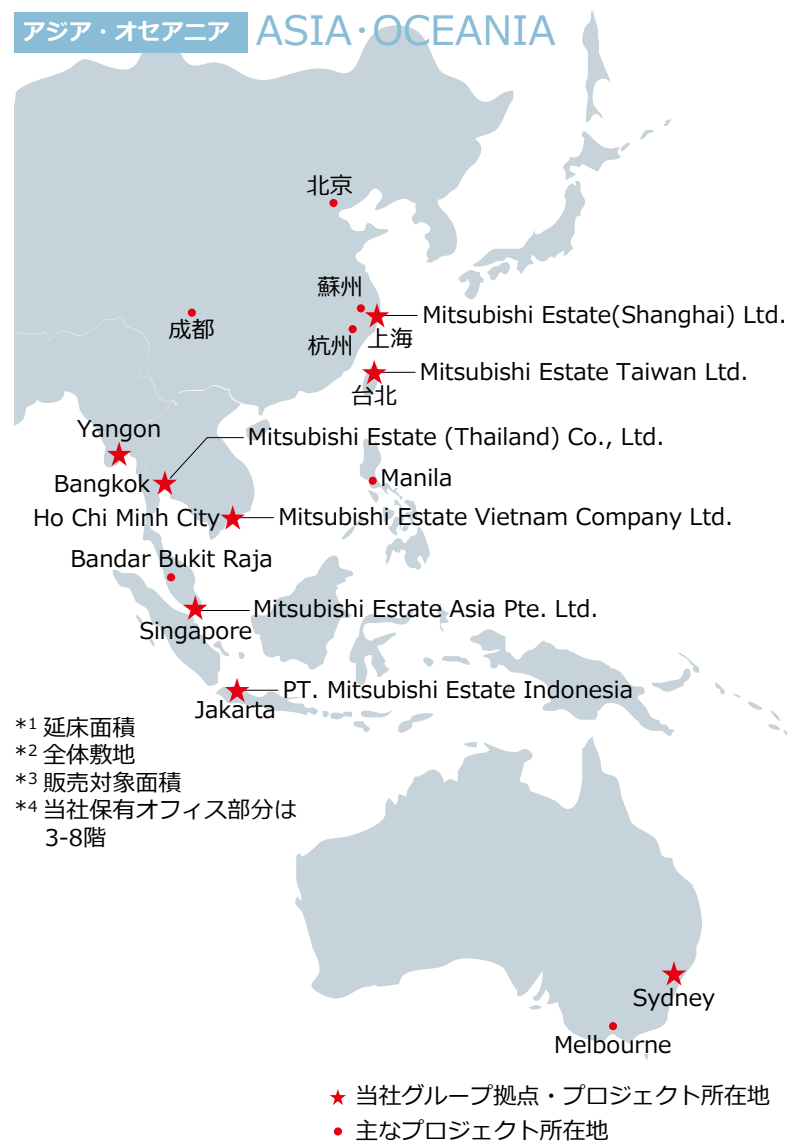 アジア・オセアニア ASIA・OCEANIA
北京
蘇州
成都
杭州
上海
Mitsubishi Estate(Shanghai) Ltd.
台北
Mitsubishi Estate Taiwan Ltd.
Yangon
Mitsubishi Estate (Thailand) Co., Ltd.
Bangkok
Manila
Ho Chi Minh City
Mitsubishi Estate Vietnam Company Ltd.
Bandar Bukit Raja
Mitsubishi Estate Asia Pte. Ltd.
Singapore
PT. Mitsubishi Estate Indonesia
Jakarta
*1 延床面積
*2 全体敷地
*3 販売対象面積
*4 当社保有オフィス部分は
3-8階
Sydney
Melbourne
★ 当社グループ拠点・プロジェクト所在地
● 主なプロジェクト所在地